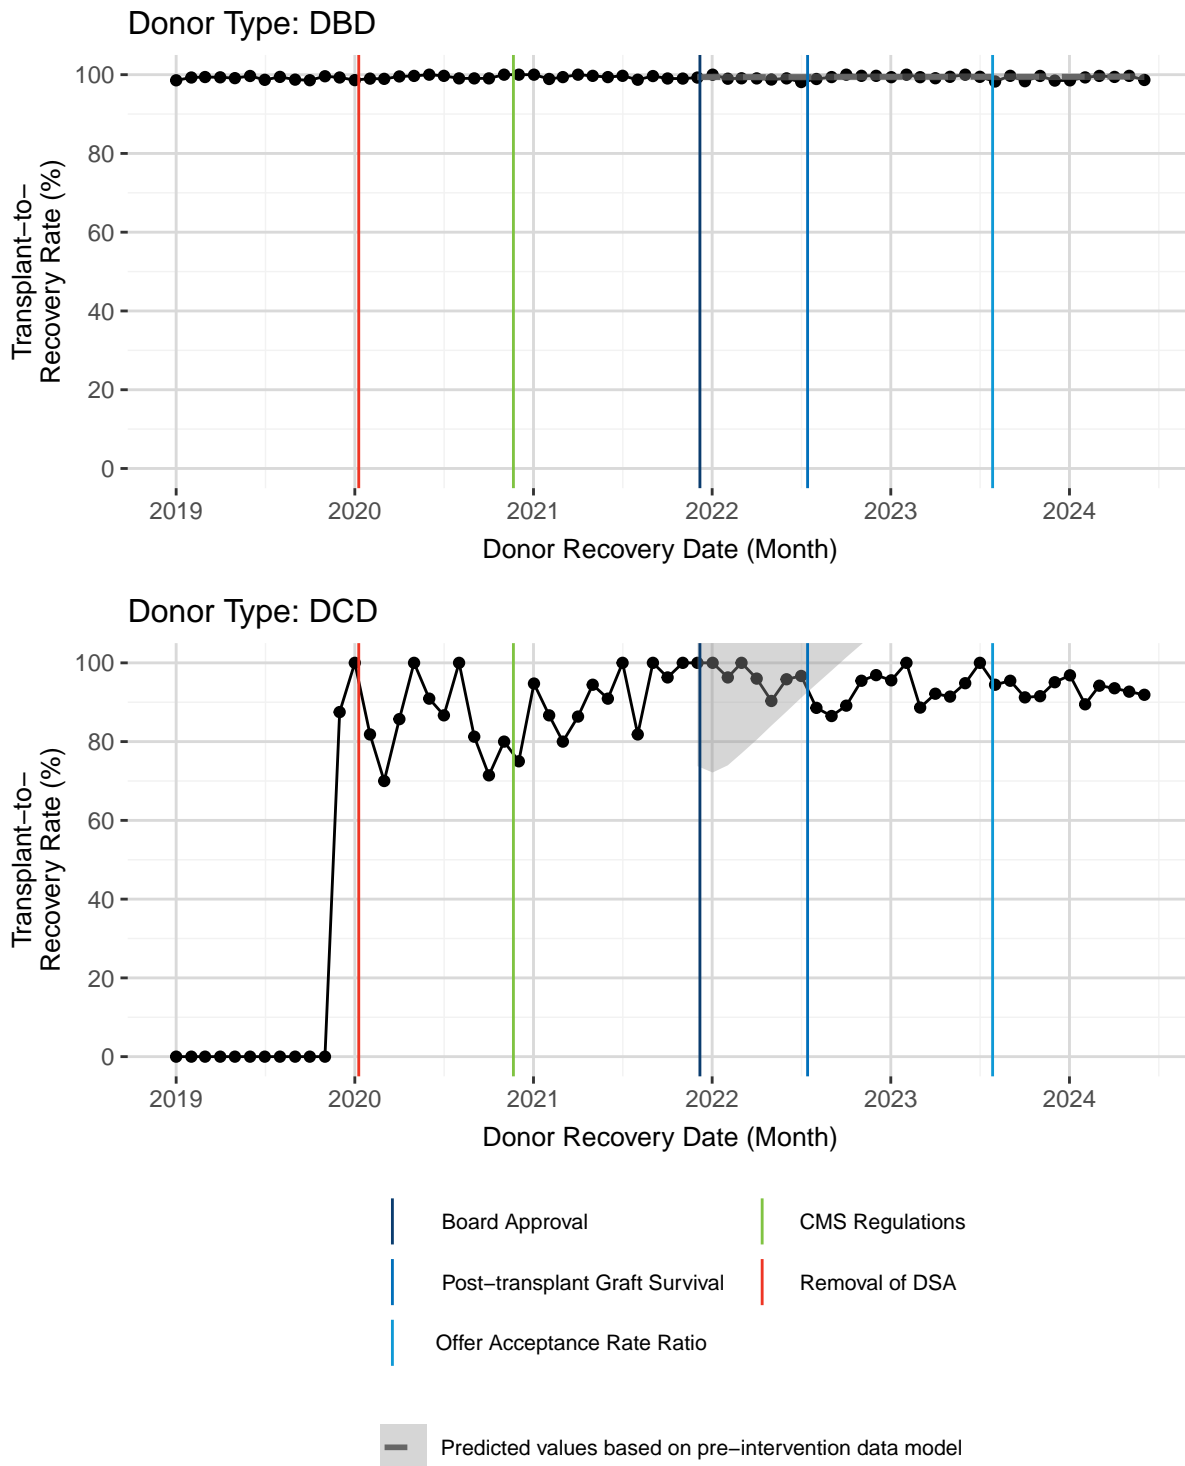 Donor Type: DBD
Transplant−to−
Recovery Rate (%)
100
80
60
40
20
0
2019 2020 2021 2022 2023 2024
Donor Recovery Date (Month)
Donor Type: DCD
Transplant−to−
Recovery Rate (%)
100
80
60
40
20
0
2019 2020 2021 2022 2023 2024
Donor Recovery Date (Month)
Board Approval
CMS Regulations
Post−transplant Graft Survival
Removal of DSA
Offer Acceptance Rate Ratio
Predicted values based on pre−intervention data model